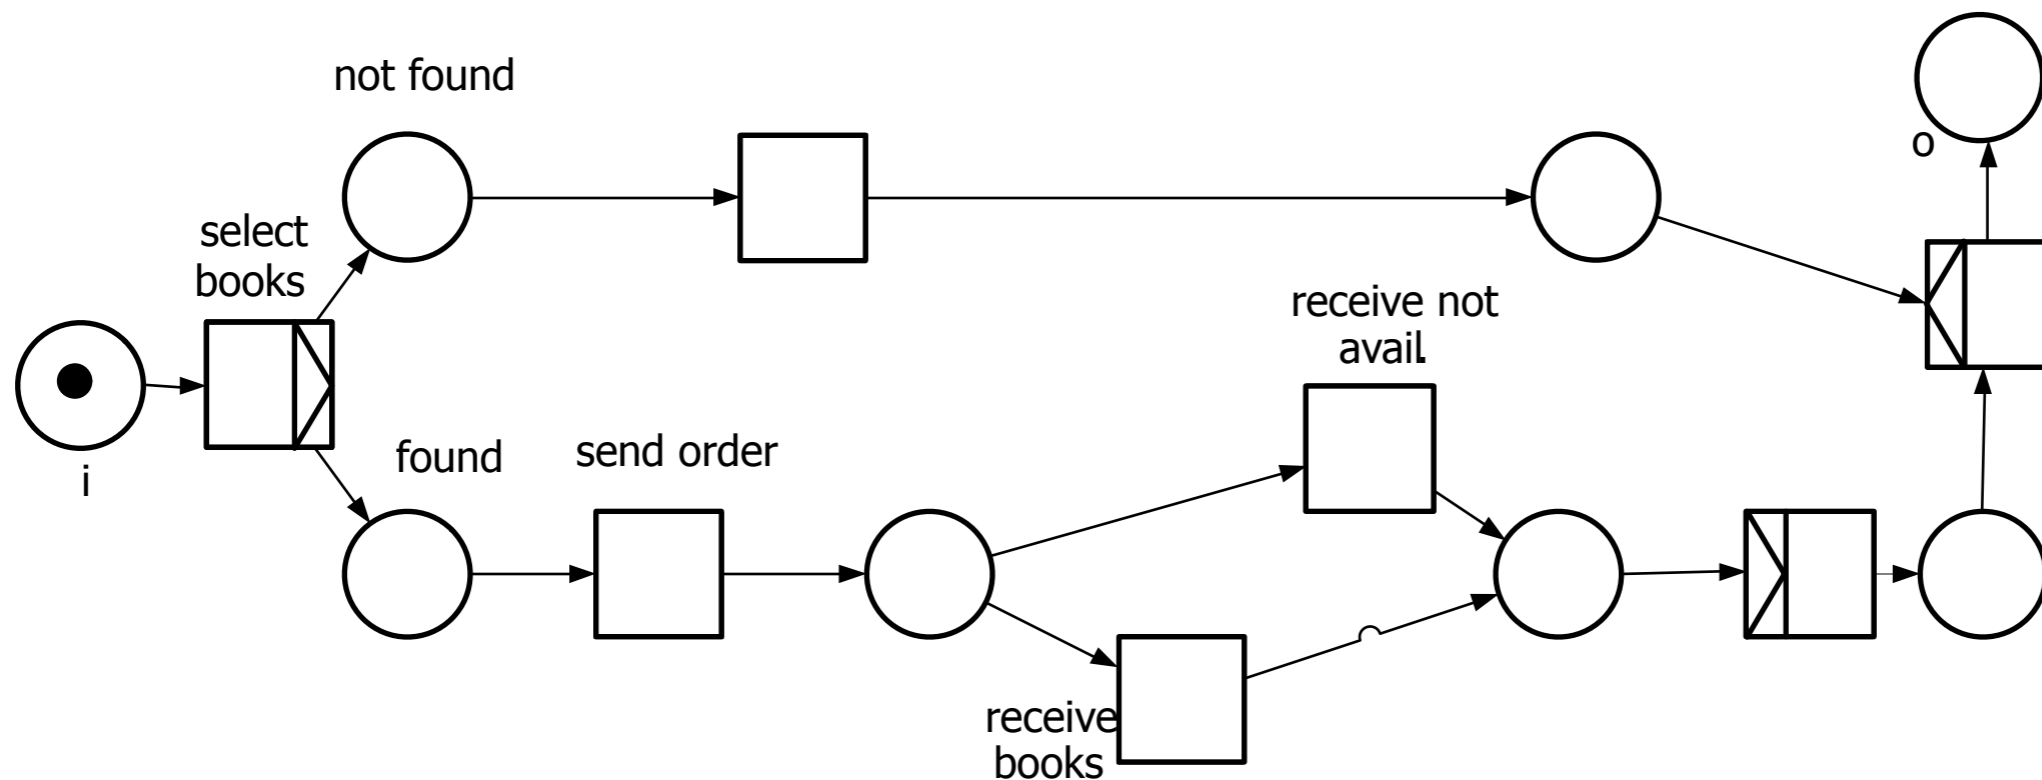 not found
select
books
i
found
send order
receive not
avail.
receive
books
o